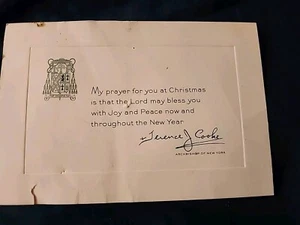 My prayer for you at Christmas
is that the Lord may bless you
with Joy and Peace now and
throughout the New Year
+Terence J Cooke
ARCHBISHOP OF NEW YORK